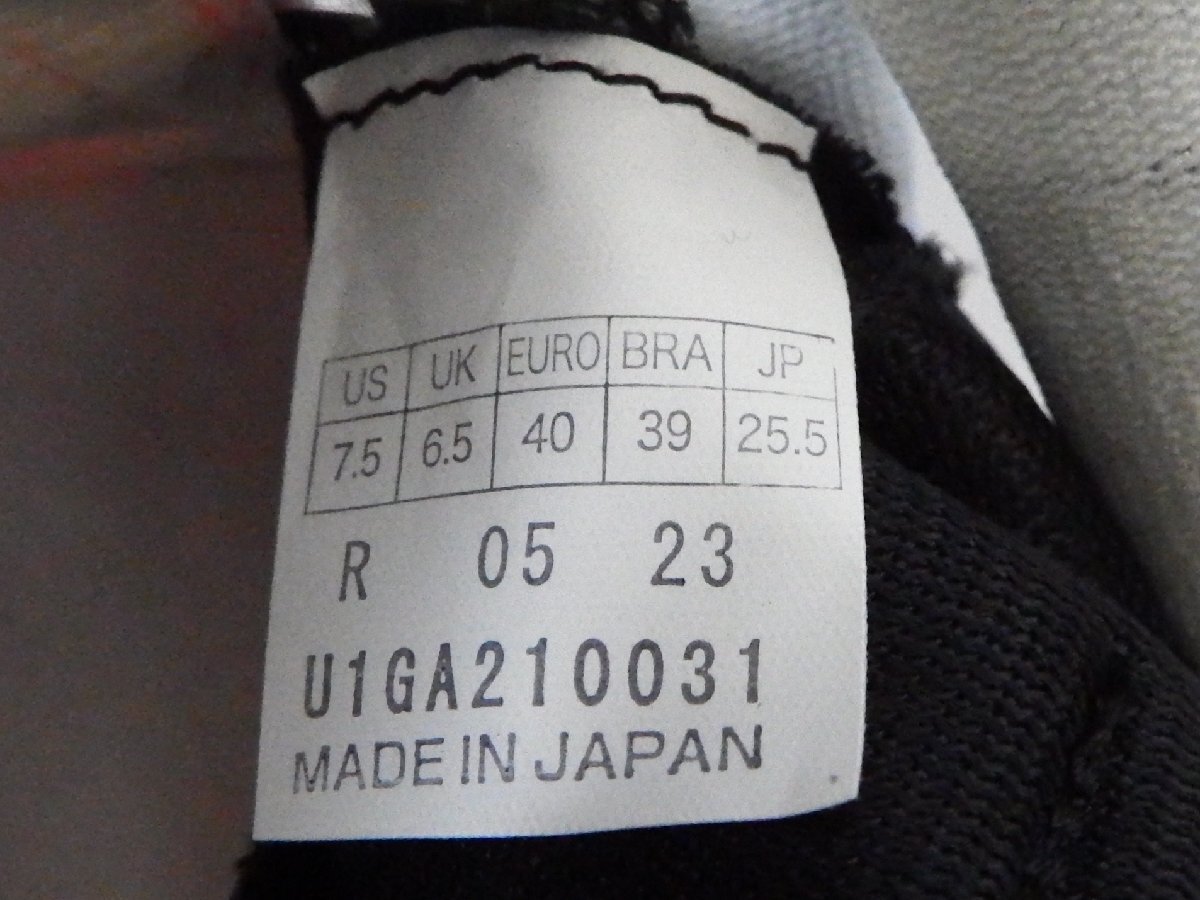 US UK EURO BRA JP
7.5 6.5 40 39 25.5
R 05 23
U1GA210031
MADE IN JAPAN